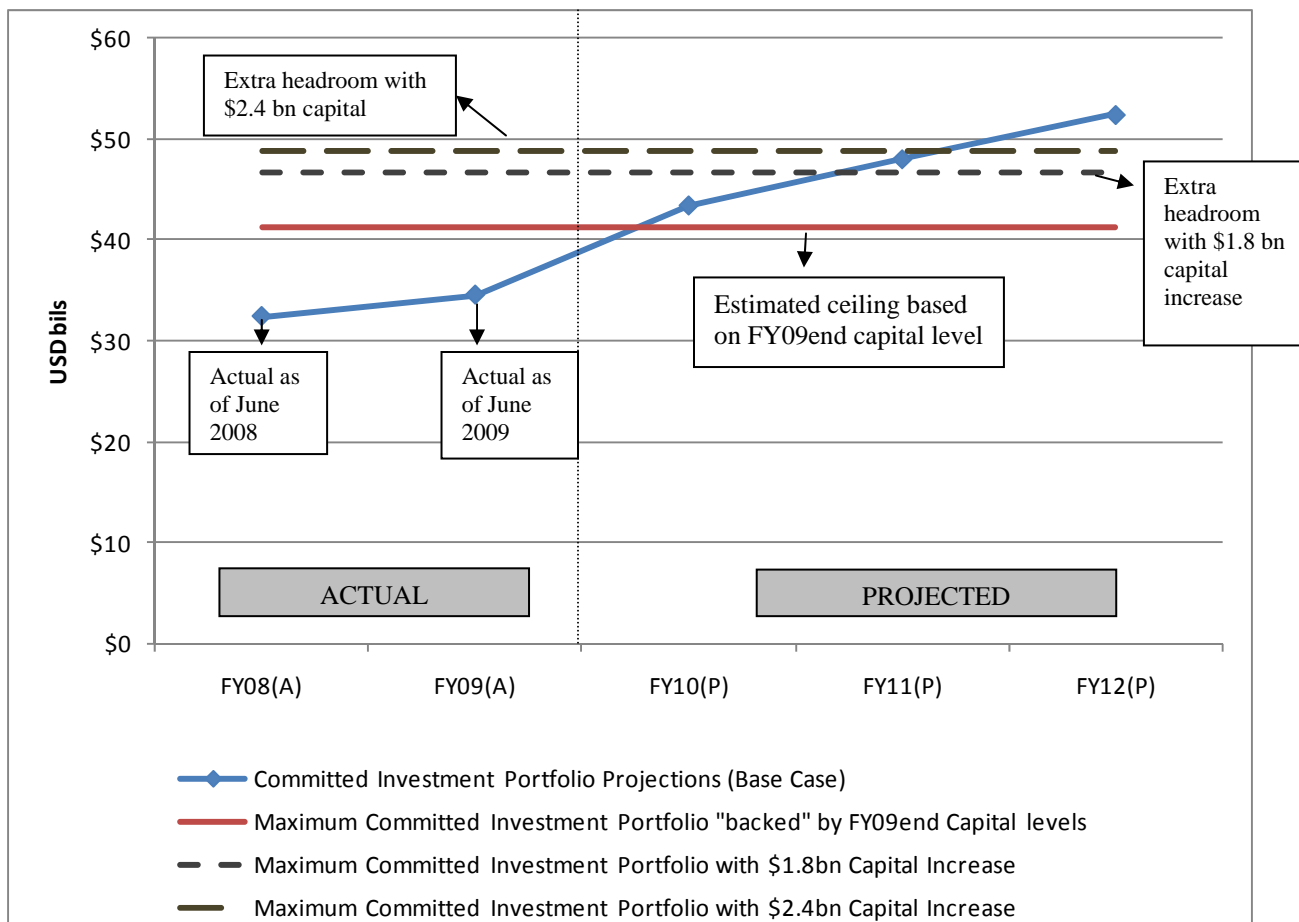 $60
$50
$40
$30
$20
$10
$0
USD bils
Extra headroom with
$2.4 bn capital
Extra
headroom
with $1.8 bn
capital
increase
Estimated ceiling based
on FY09end capital level
Actual as
of June
2008
Actual as
of June
2009
ACTUAL
PROJECTED
FY08(A)
FY09(A)
FY10(P)
FY11(P)
FY12(P)
Committed Investment Portfolio Projections (Base Case)
Maximum Committed Investment Portfolio "backed" by FY09end Capital levels
Maximum Committed Investment Portfolio with $1.8bn Capital Increase
Maximum Committed Investment Portfolio with $2.4bn Capital Increase